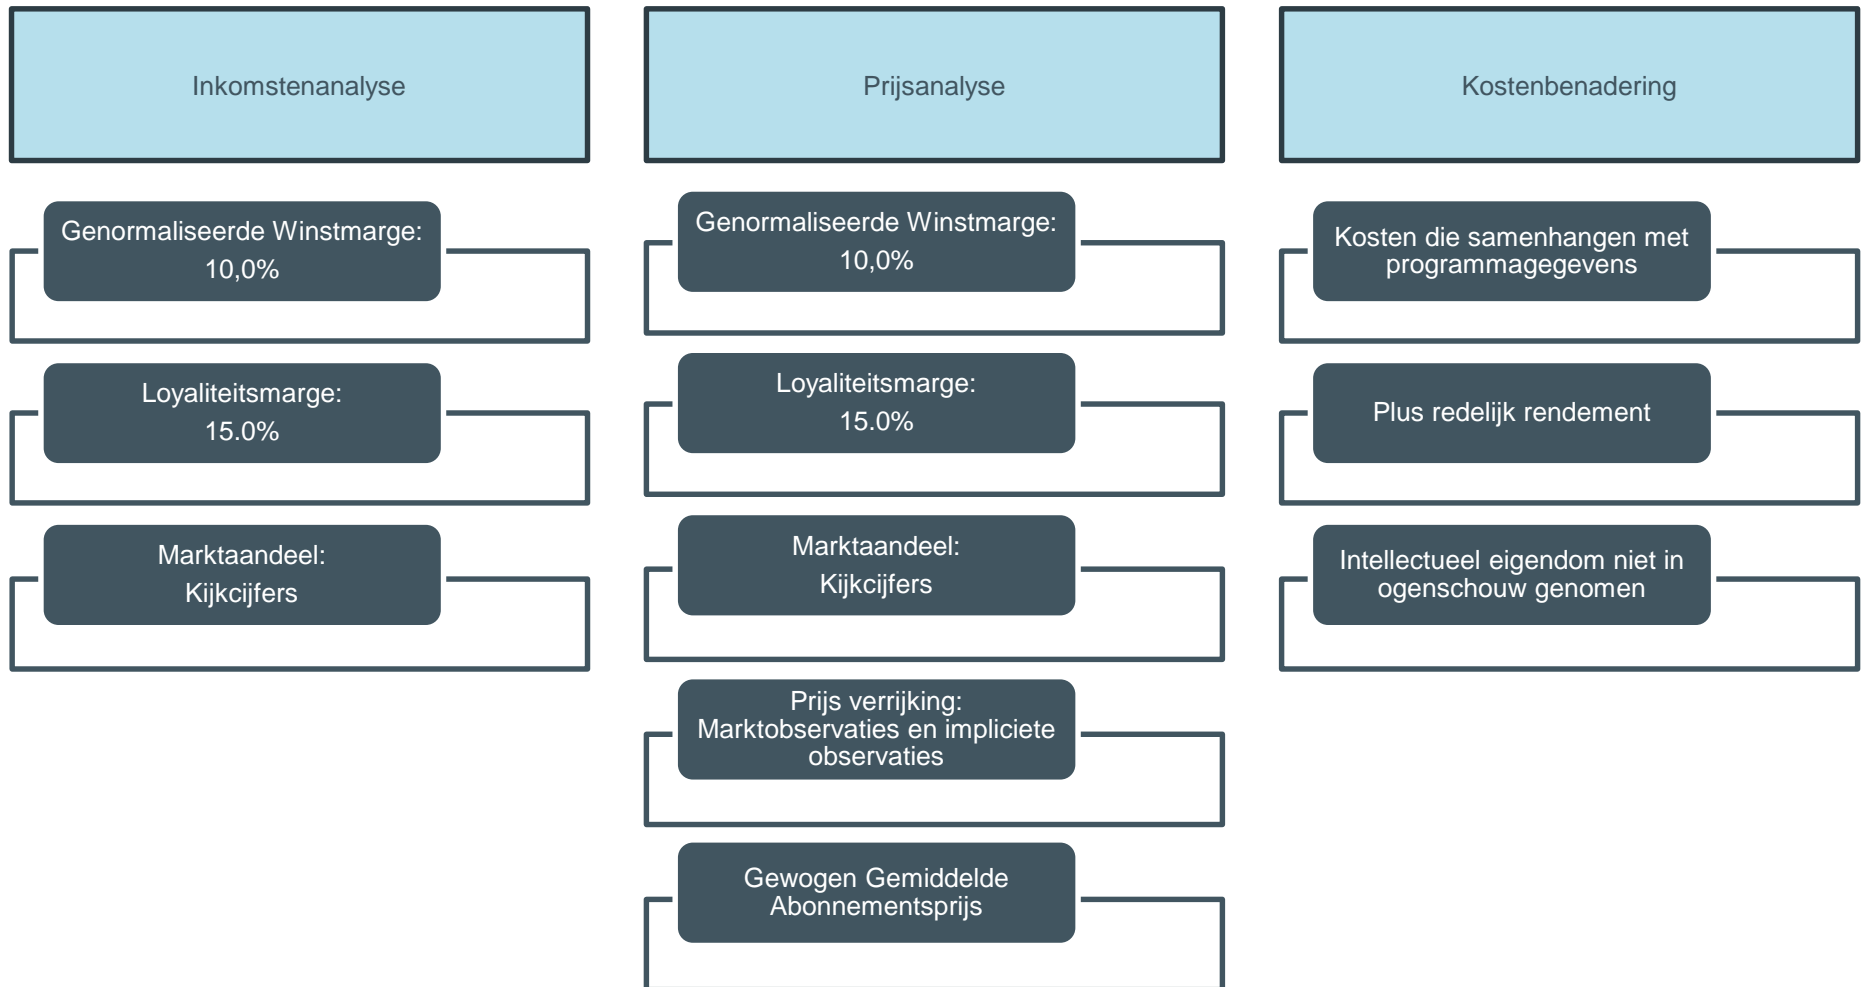 Inkomstenanalyse
Genormaliseerde Winstmarge:
10,0%
Loyaliteitsmarge:
15.0%
Marktaandeel:
Kijkcijfers
Prijsanalyse
Genormaliseerde Winstmarge:
10,0%
Loyaliteitsmarge:
15.0%
Marktaandeel:
Kijkcijfers
Prijs verrijking:
Marktobservaties en impliciete
observaties
Gewogen Gemiddelde
Abonnementsprijs
Kostenbenadering
Kosten die samenhangen met
programmagegevens
Plus redelijk rendement
Intellectueel eigendom niet in
ogenschouw genomen